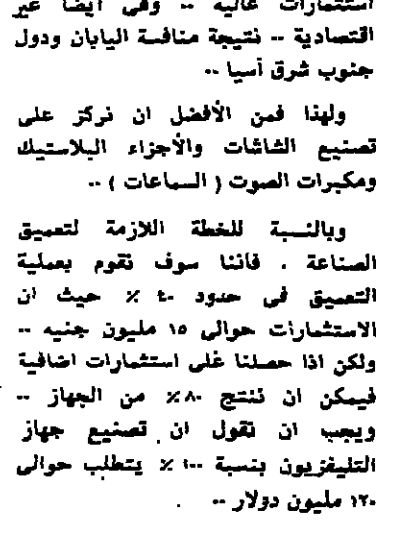 استثمارات عالية .. وهى ايضا غير
اقتصادية .. نتيجة منافسة اليابان ودول
جنوب شرق أسيا ..
ولهذا فمن الأفضل ان نركز على
تصنيع الشاشات والأجزاء البلاستيك
ومكبرات الصوت ( السماعات ) ..
وبالنسبة للخطة اللازمة لتعميق
الصناعة . فاننا سوف نقوم بعملية
التعميق فى حدود ٤٠ ٪ حيث ان
الاستثمارات حوالى ١٥ مليون جنيه ..
ولكن اذا حصلنا على استثمارات اضافية
فيمكن ان ننتج ٨٠٪ من الجهاز ..
ويجب ان نقول ان تصنيع جهاز
التليفزيون بنسبة ١٠٠ ٪ يتطلب حوالى
١٢٠ مليون دولار ..